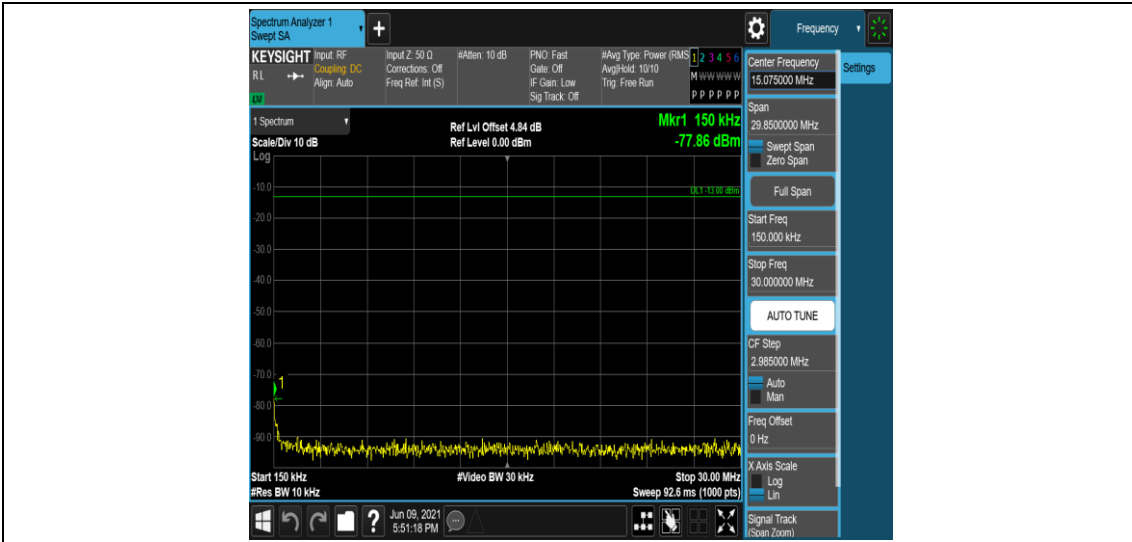 Spectrum Analyzer 1
Swept SA
+
Frequency
KEYSIGHT
RL
LXI
Input: RF
Coupling: DC
Align: Auto
Input Z: 50 Ω
Corrections: Off
Freq Ref: Int (S)
#Atten: 10 dB
PNO: Fast
Gate: Off
IF Gain: Low
Sig Track: Off
#Avg Type: Power (RMS
Avg|Hold: 10/10
Trig: Free Run
1 2 3 4 5 6
M W W W W W
P P P P P P
1 Spectrum
Scale/Div 10 dB
Log
Ref Lvl Offset 4.84 dB
Ref Level 0.00 dBm
Mkr1 150 kHz
-77.86 dBm
DL1 -13.00 dBm
-10.0
-20.0
-30.0
-40.0
-50.0
-60.0
-70.0
1
-80.0
-90.0
Start 150 kHz
#Video BW 30 kHz
Stop 30.00 MHz
#Res BW 10 kHz
Sweep 92.6 ms (1000 pts)
?
Jun 09, 2021
5:51:18 PM
Center Frequency
15.075000 MHz
Settings
Span
29.8500000 MHz
Swept Span
Zero Span
Full Span
Start Freq
150.000 kHz
Stop Freq
30.000000 MHz
AUTO TUNE
CF Step
2.985000 MHz
Auto
Man
Freq Offset
0 Hz
X Axis Scale
Log
Lin
Signal Track
(Span Zoom)